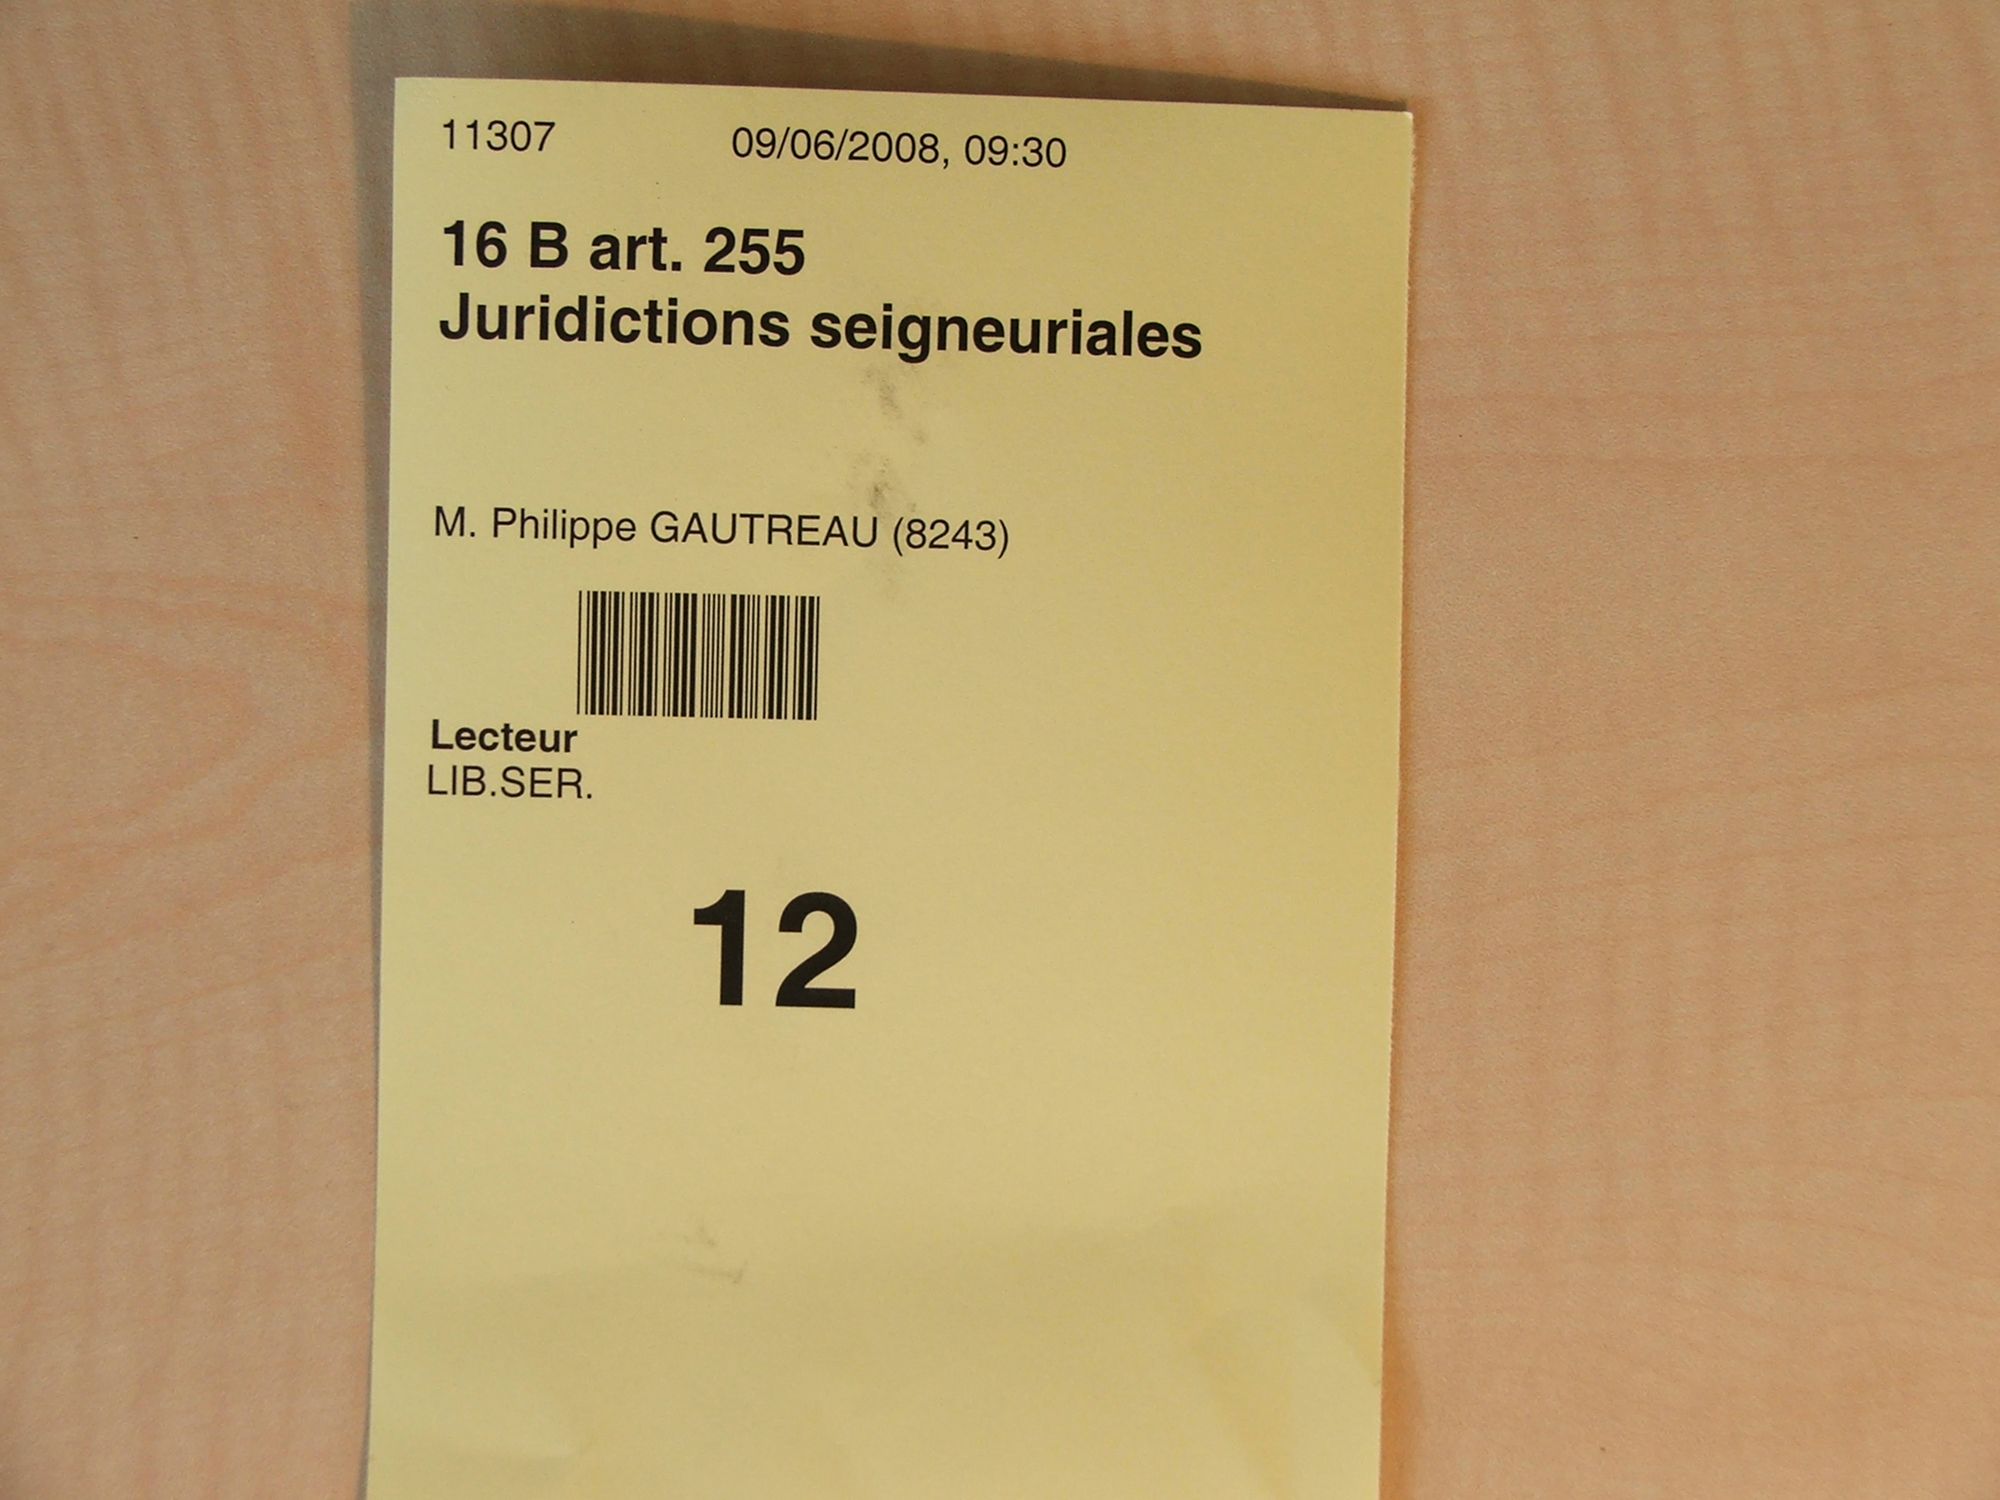 11307 09/06/2008, 09:30
16 B art. 255
Juridictions seigneuriales
M. Philippe GAUTREAU (8243)
Lecteur
LIB.SER.
12